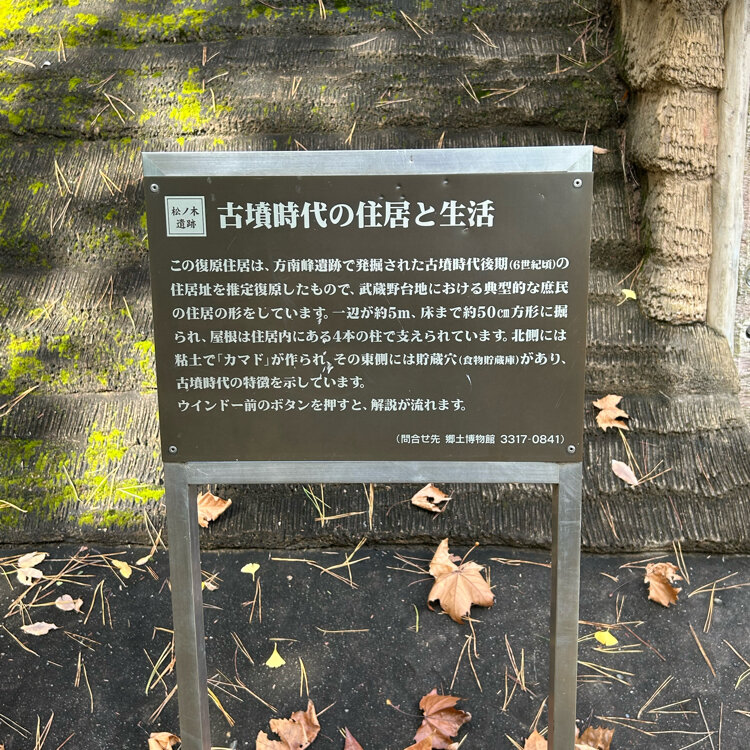 松ノ木
遺跡
古墳時代の住居と生活
この復原住居は、方南峰遺跡で発掘された古墳時代後期(6世紀頃)の
住居址を推定復原したもので、武蔵野台地における典型的な庶民
の住居の形をしています。一辺が約5m、床まで約50㎝方形に掘
られ、屋根は住居内にある4本の柱で支えられています。北側には
粘土で「カマド」が作られ、その東側には貯蔵穴(食物貯蔵庫)があり、
古墳時代の特徴を示しています。
ウインドー前のボタンを押すと、解説が流れます。
(問合せ先 郷土博物館 3317-0841)